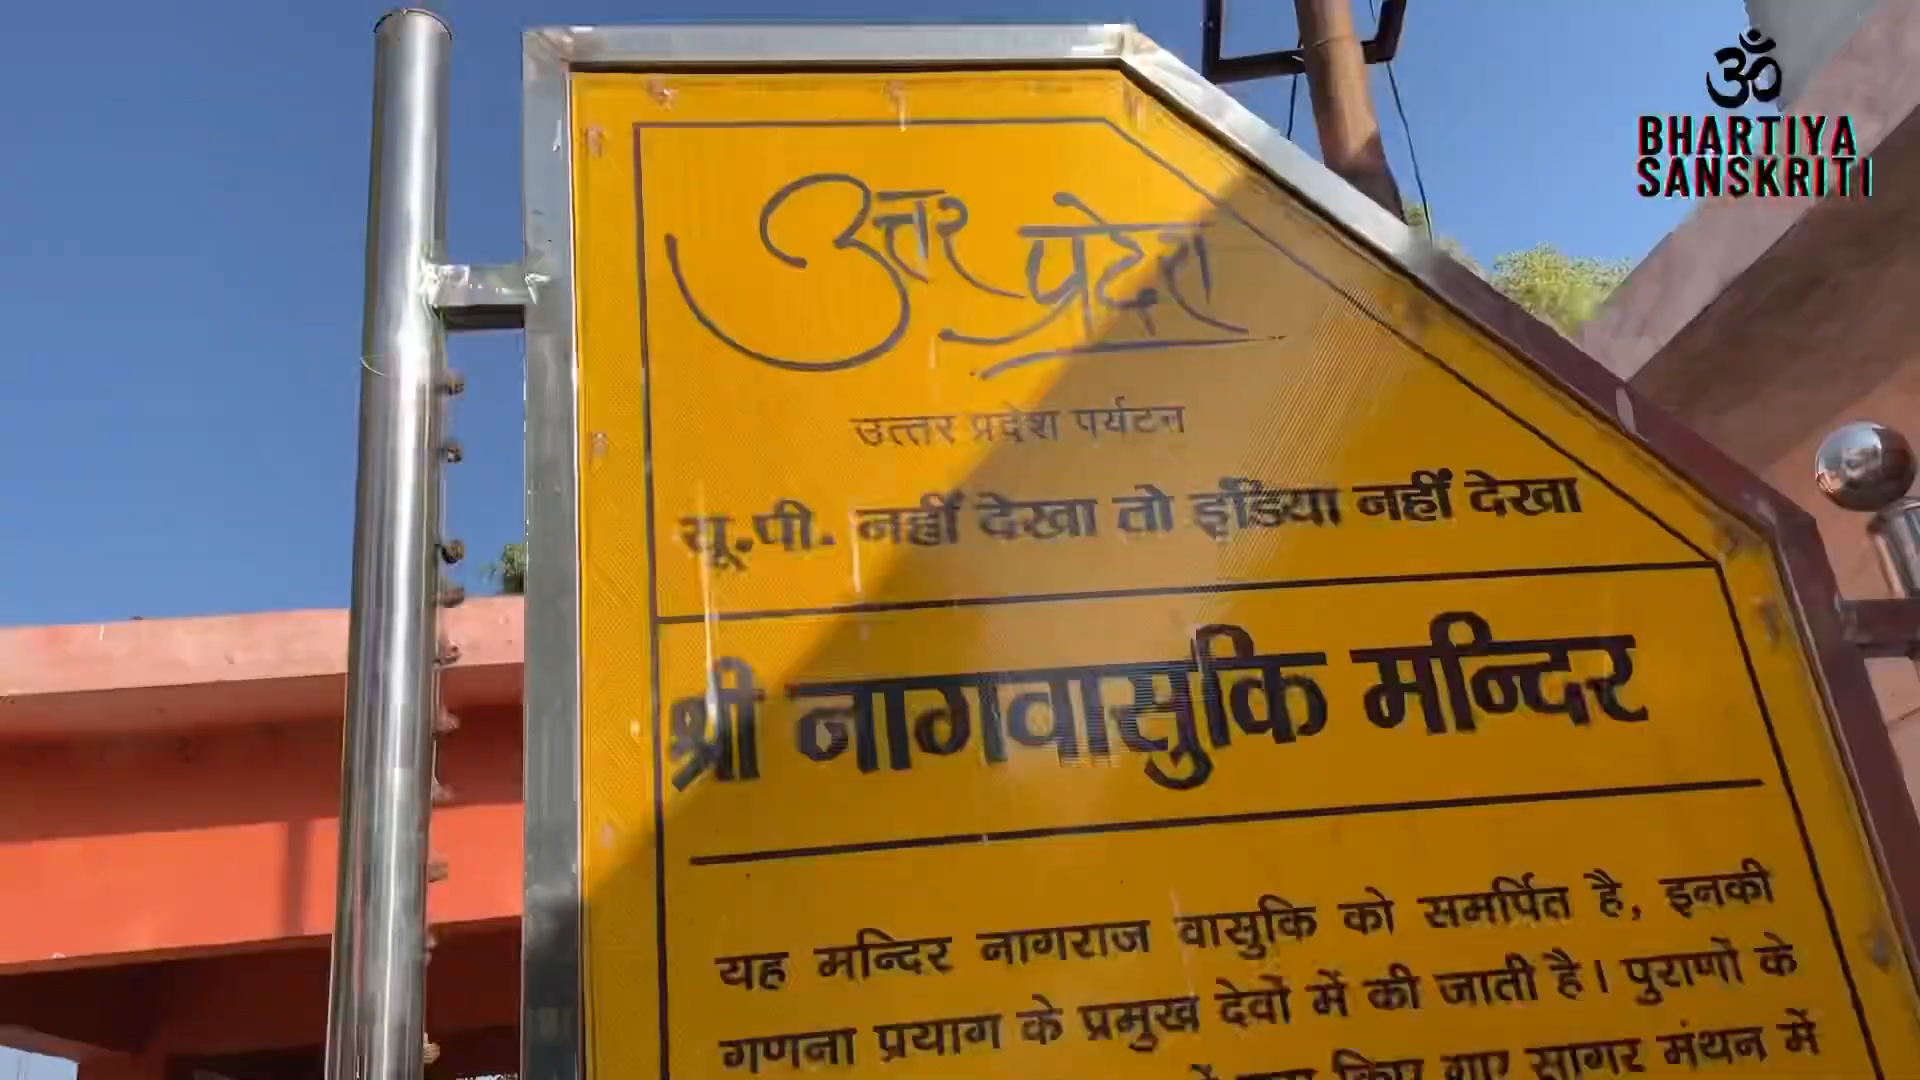 ॐ
BHARTIYA
SANSKRITI
उत्तर प्रदेश
उत्तर प्रदेश पर्यटन
यू.पी. नहीं देखा तो इंडिया नहीं देखा
श्री नागवासुकि मन्दिर
यह मन्दिर नागराज वासुकि को समर्पित है, इनकी
गणना प्रयाग के प्रमुख देवों में की जाती है। पुराणों के
किए गए सागर मंथन में